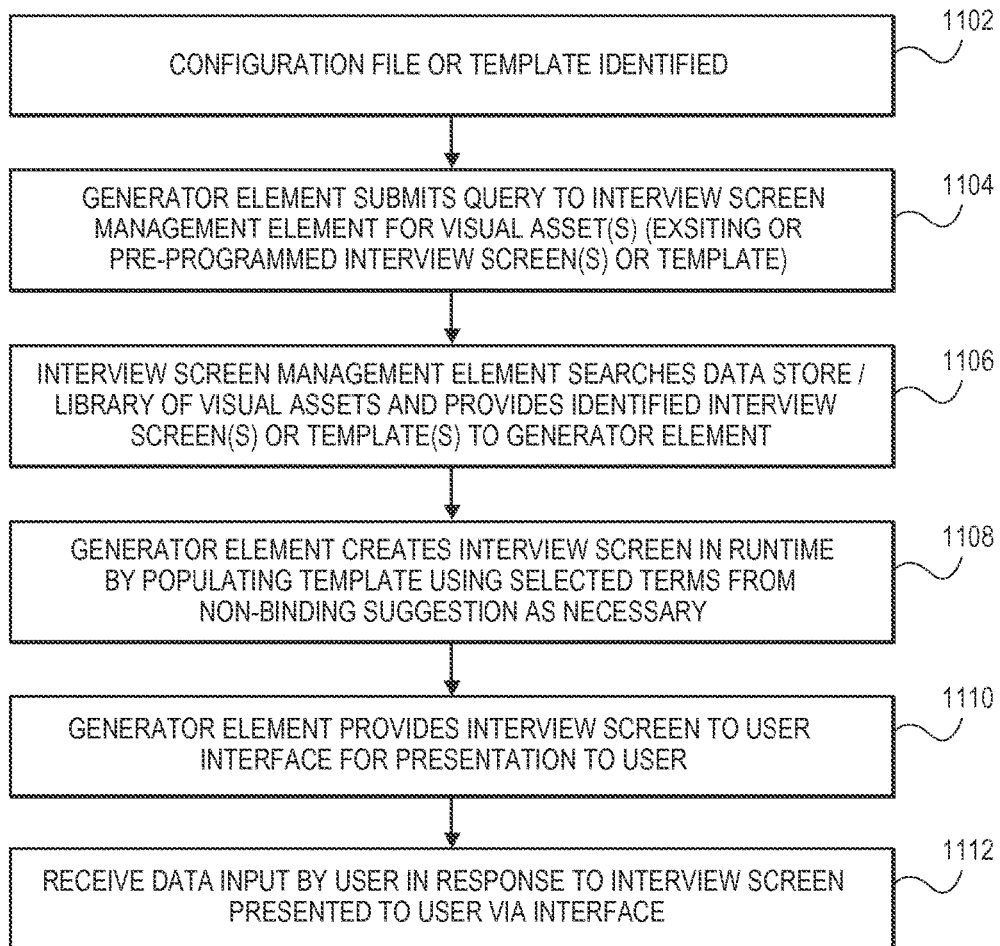 1102
CONFIGURATION FILE OR TEMPLATE IDENTIFIED
1104
GENERATOR ELEMENT SUBMITS QUERY TO INTERVIEW SCREEN
MANAGEMENT ELEMENT FOR VISUAL ASSET(S) (EXSITING OR
PRE-PROGRAMMED INTERVIEW SCREEN(S) OR TEMPLATE)
1106
INTERVIEW SCREEN MANAGEMENT ELEMENT SEARCHES DATA STORE /
LIBRARY OF VISUAL ASSETS AND PROVIDES IDENTIFIED INTERVIEW
SCREEN(S) OR TEMPLATE(S) TO GENERATOR ELEMENT
1108
GENERATOR ELEMENT CREATES INTERVIEW SCREEN IN RUNTIME
BY POPULATING TEMPLATE USING SELECTED TERMS FROM
NON-BINDING SUGGESTION AS NECESSARY
1110
GENERATOR ELEMENT PROVIDES INTERVIEW SCREEN TO USER
INTERFACE FOR PRESENTATION TO USER
1112
RECEIVE DATA INPUT BY USER IN RESPONSE TO INTERVIEW SCREEN
PRESENTED TO USER VIA INTERFACE